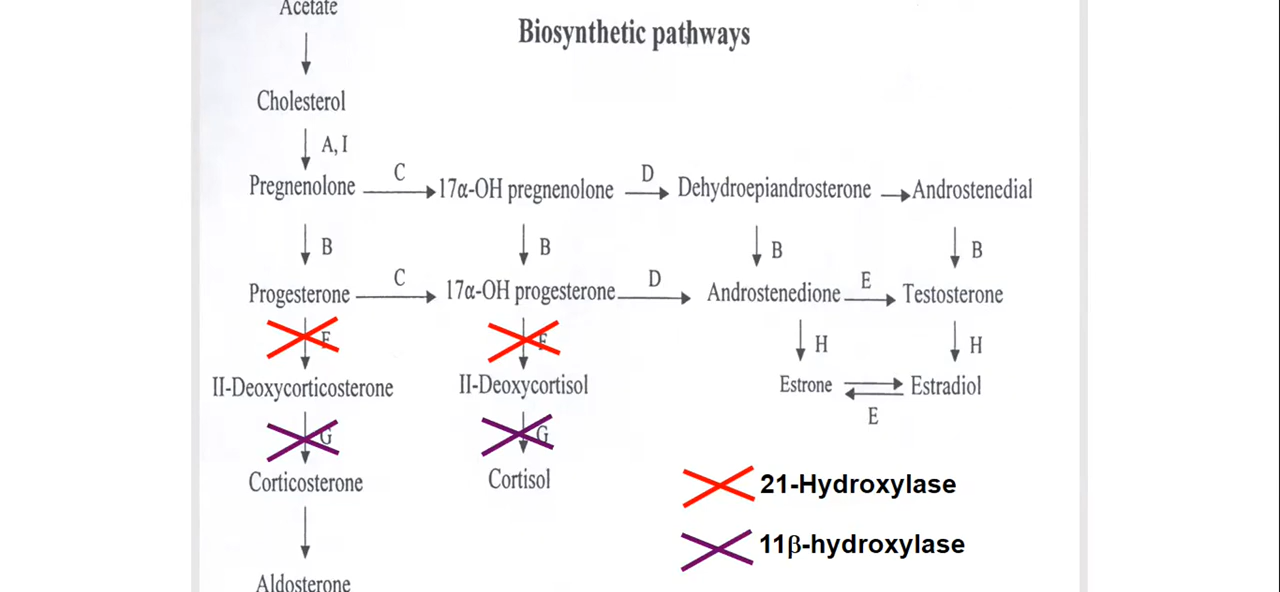 Acetate
Biosynthetic pathways
Cholesterol
A, I
Pregnenolone C 17α-OH pregnenolone D Dehydroepiandrosterone Androstenedial
B B B B
Progesterone C 17α-OH progesterone D Androstenedione E Testosterone
F F H H
II-Deoxycorticosterone II-Deoxycortisol Estrone Estradiol
E
G G
Corticosterone Cortisol 21-Hydroxylase
11β-hydroxylase
Aldosterone